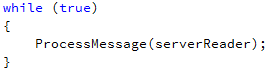 while (true)
{
    ProcessMessage(serverReader);
}